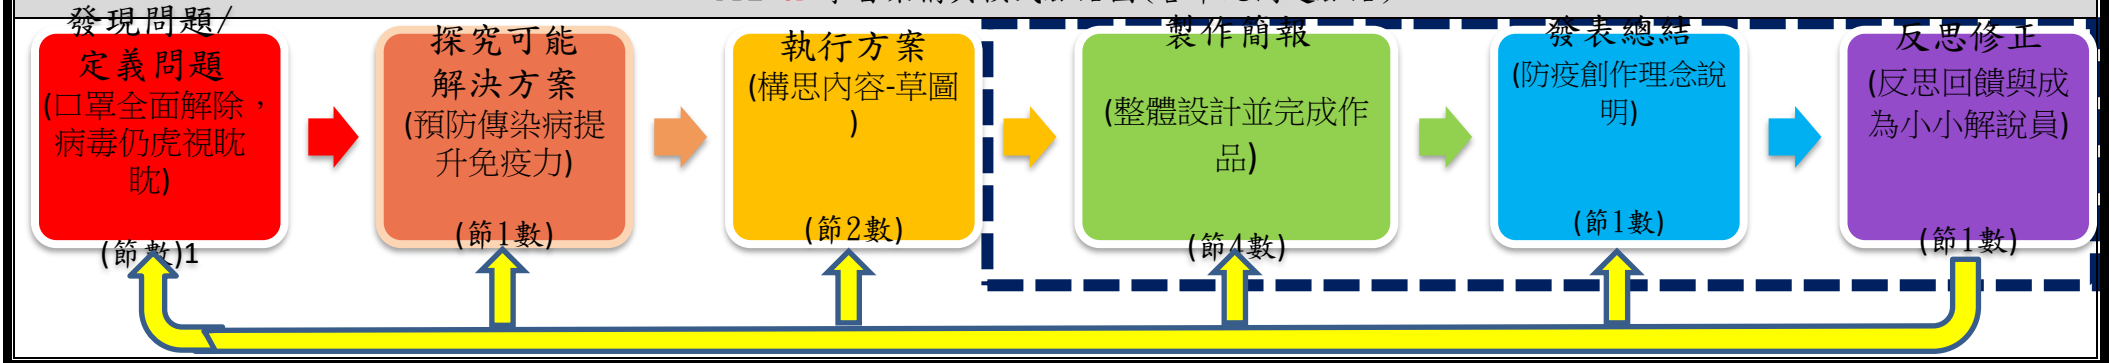 發現問題/
定義問題
(口罩全面解除，
病毒仍虎視眈
眈)
(節數)1
探究可能
解決方案
(預防傳染病提
升免疫力)
(節1數)
執行方案
(構思內容-草圖
)
(節2數)
製作簡報
(整體設計並完成作
品)
(節4數)
發表總結
(防疫創作理念說
明)
(節1數)
反思修正
(反思回饋與成
為小小解說員)
(節1數)